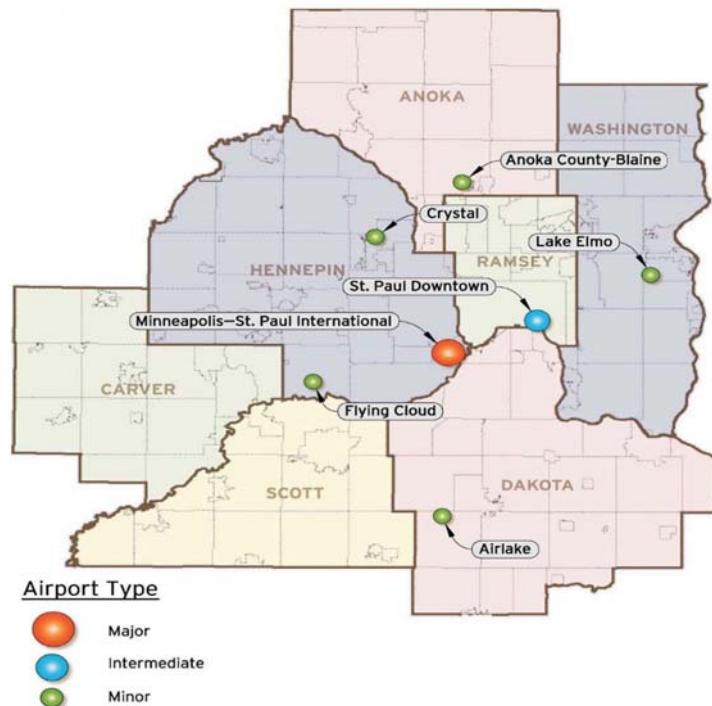 ANOKA
WASHINGTON
Anoka County-Blaine
Crystal
Lake Elmo
RAMSEY
HENNEPIN
St. Paul Downtown
Minneapolis—St. Paul International
CARVER
Flying Cloud
SCOTT
DAKOTA
Airlake
Airport Type
Major
Intermediate
Minor